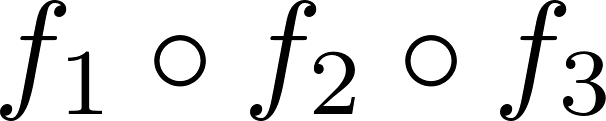 f₁ ∘ f₂ ∘ f₃